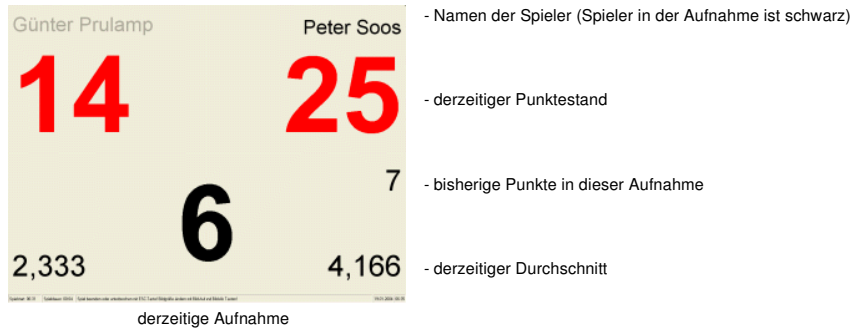 Günter Prulamp Peter Soos - Namen der Spieler (Spieler in der Aufnahme ist schwarz)
14 25 - derzeitiger Punktestand
7 - bisherige Punkte in dieser Aufnahme
6
2,333 4,166 - derzeitiger Durchschnitt
derzeitige Aufnahme